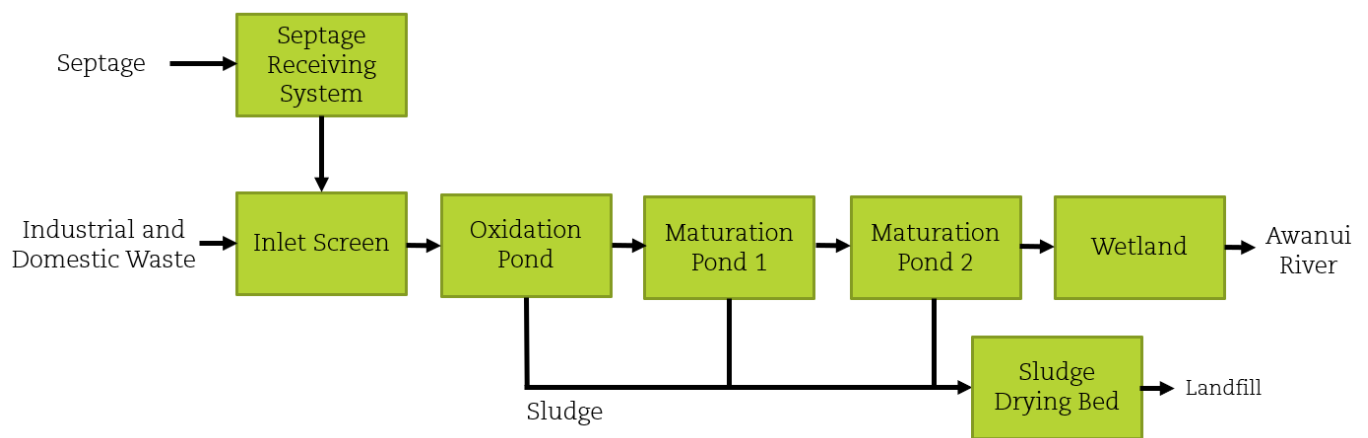 Septage
Septage
Receiving
System
Industrial and
Domestic Waste
Inlet Screen
Oxidation
Pond
Maturation
Pond 1
Maturation
Pond 2
Wetland
Awanui
River
Sludge
Sludge
Drying Bed
Landfill